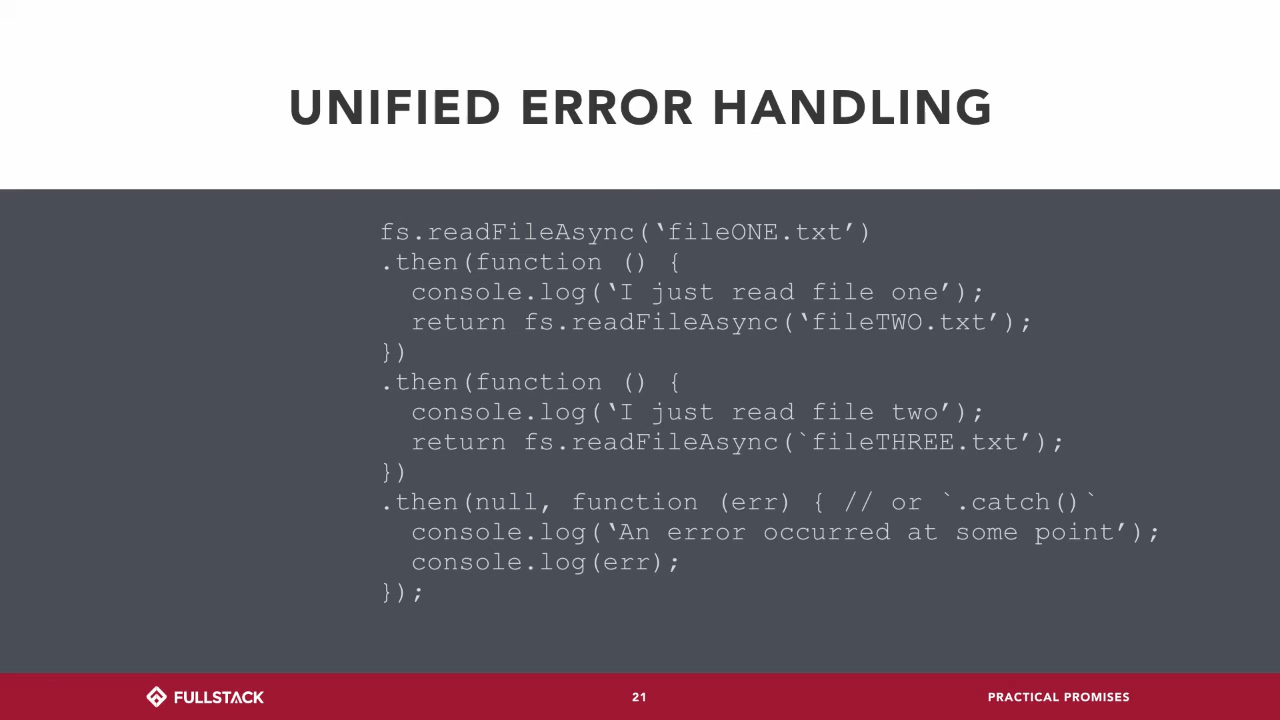 UNIFIED ERROR HANDLING
fs.readFileAsync(‘fileONE.txt’)
.then(function () {
  console.log(‘I just read file one’);
  return fs.readFileAsync(‘fileTWO.txt’);
})
.then(function () {
  console.log(‘I just read file two’);
  return fs.readFileAsync(`fileTHREE.txt’);
})
.then(null, function (err) { // or `.catch()`
  console.log(‘An error occurred at some point’);
  console.log(err);
});
FULLSTACK
21
PRACTICAL PROMISES